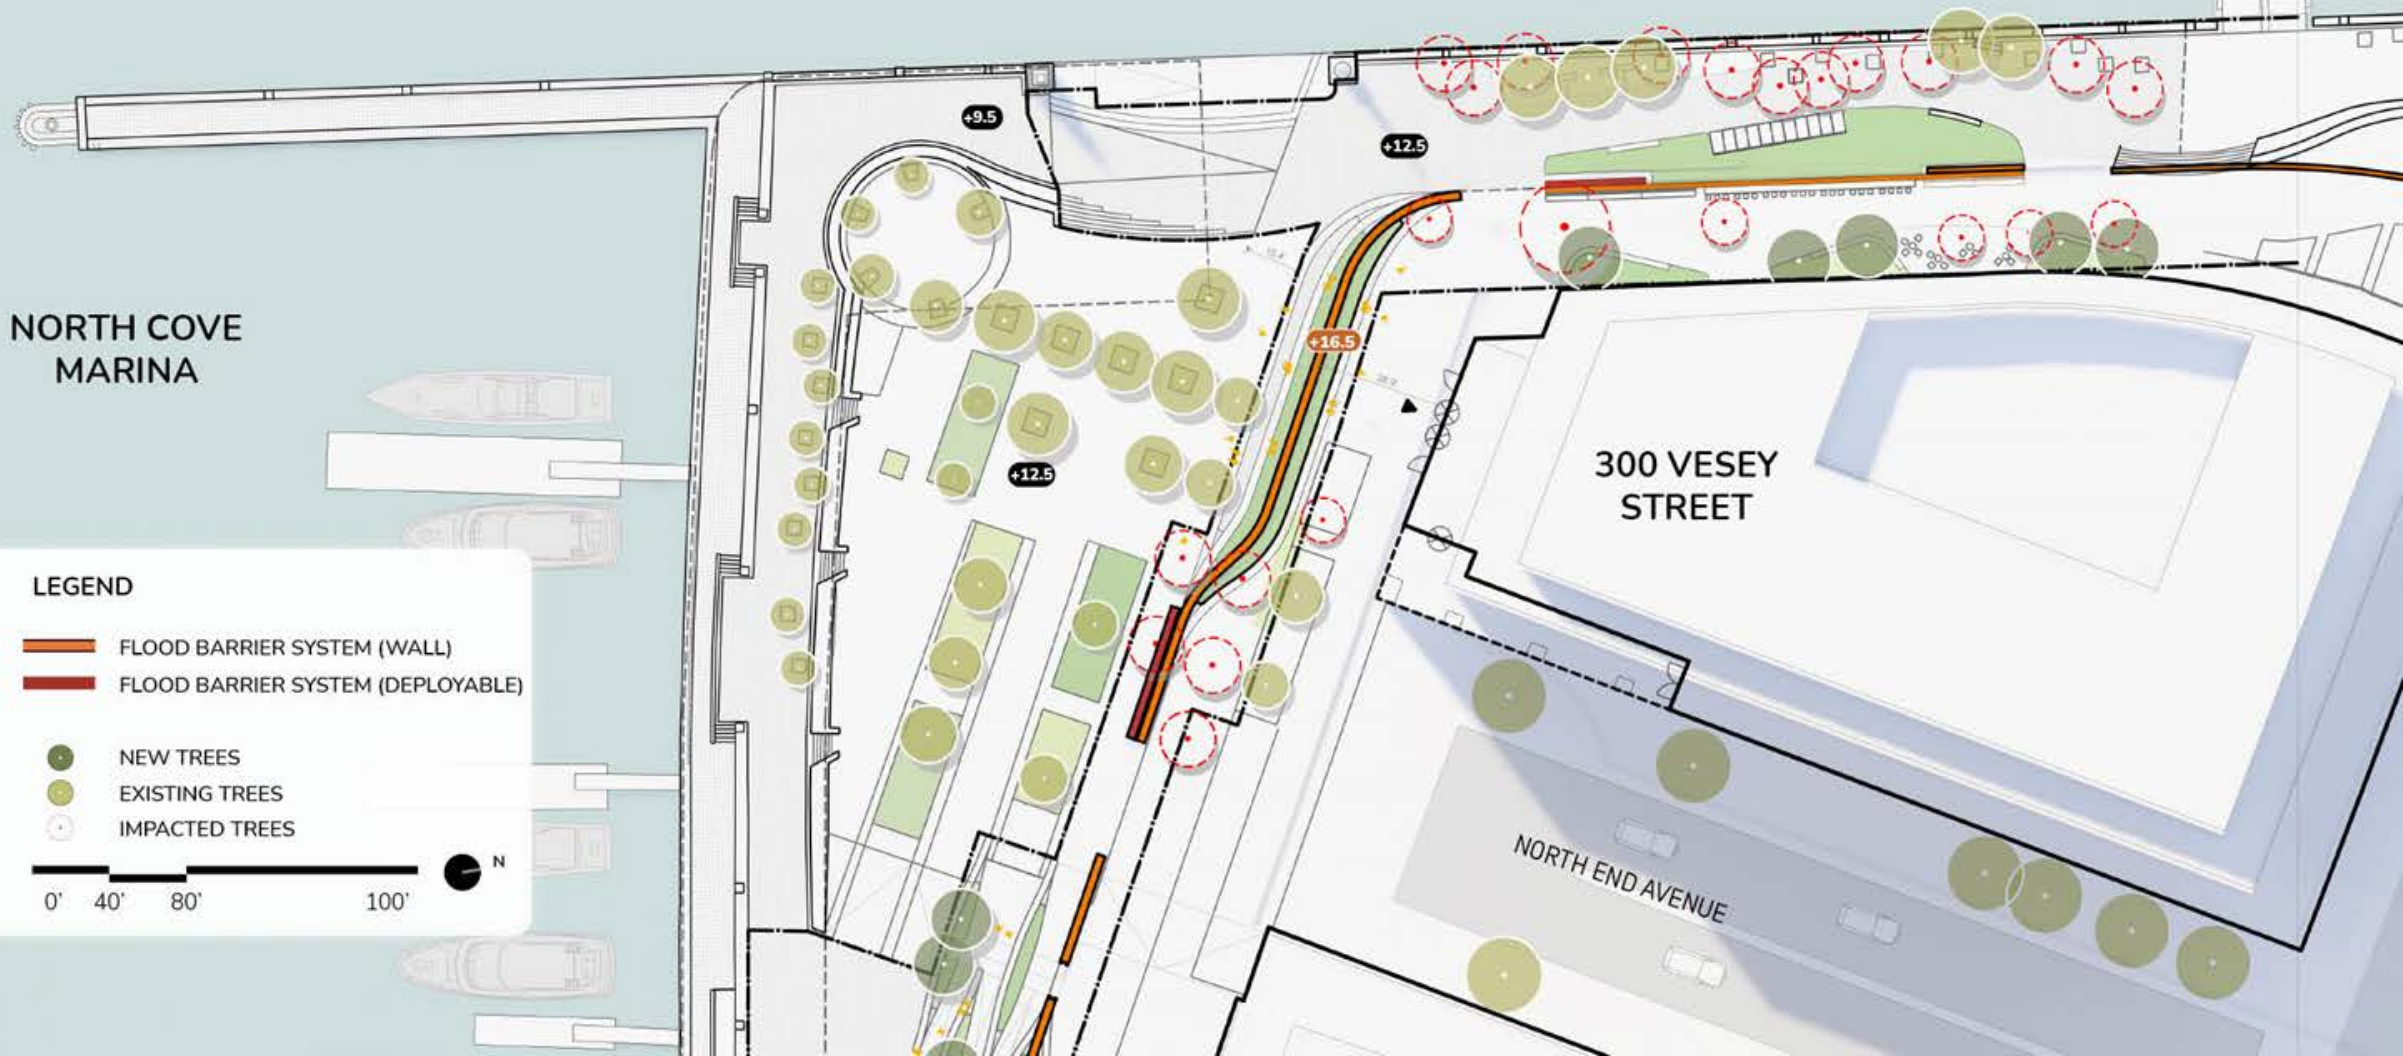 +9.5
+12.5
NORTH COVE
MARINA
+16.5
300 VESEY
STREET
+12.5
LEGEND
FLOOD BARRIER SYSTEM (WALL)
FLOOD BARRIER SYSTEM (DEPLOYABLE)
NEW TREES
EXISTING TREES
IMPACTED TREES
N
0' 40' 80' 100'
NORTH END AVENUE